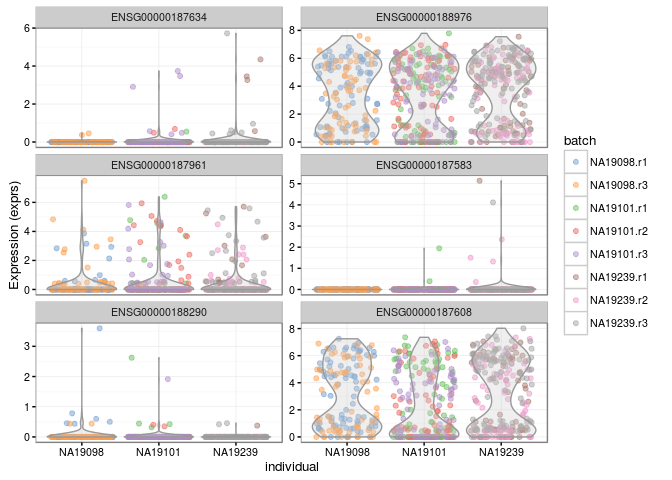 ENSG00000187634
ENSG00000188976
6
4
2
0
8
6
4
2
0
ENSG00000187961
ENSG00000187583
6
4
2
0
5
4
3
2
1
0
ENSG00000188290
ENSG00000187608
3
2
1
0
8
6
4
2
0
NA19098
NA19101
NA19239
NA19098
NA19101
NA19239
individual
Expression (exprs)
batch
NA19098.r1
NA19098.r3
NA19101.r1
NA19101.r2
NA19101.r3
NA19239.r1
NA19239.r2
NA19239.r3